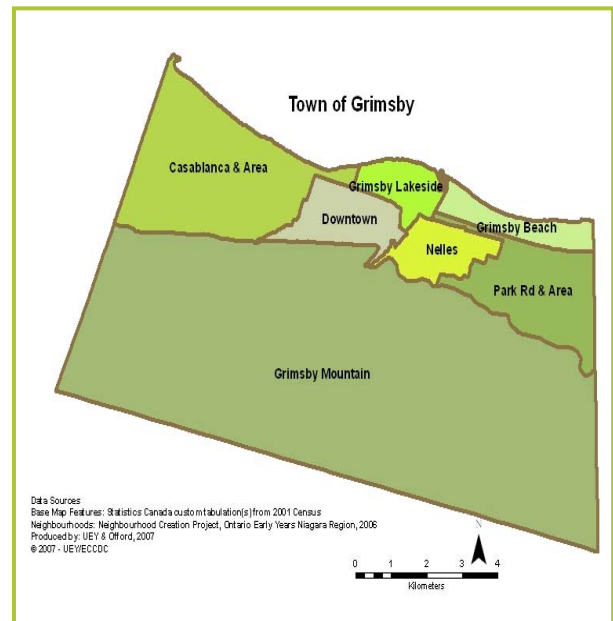 Town of Grimsby
Casablanca & Area
Grimsby Lakeside
Downtown
Grimsby Beach
Nelles
Park Rd & Area
Grimsby Mountain
Data Sources
Base Map Features: Statistics Canada custom tabulation(s) from 2001 Census
Neighbourhoods: Neighbourhood Creation Project, Ontario Early Years Niagara Region, 2006
Produced by: UEY & Offord, 2007
© 2007 - UEY/ECCDC
N
0 1 2 3 4
Kilometers